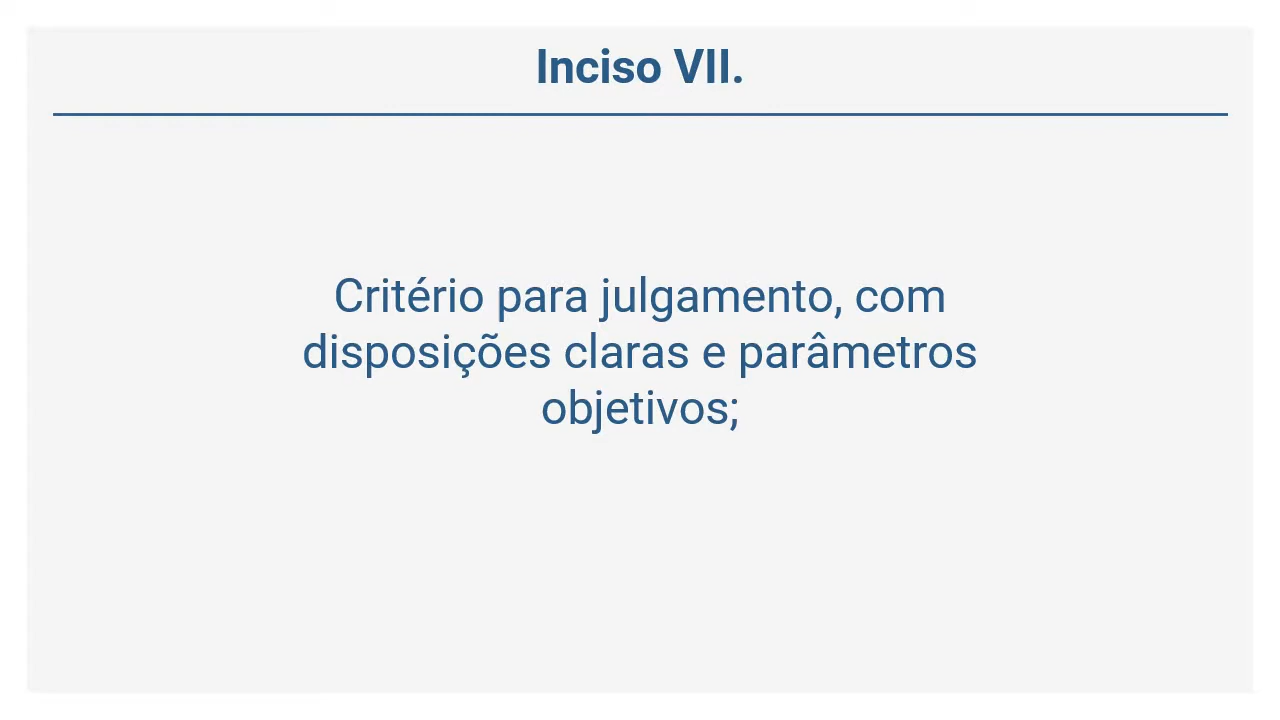 Inciso VII.
Critério para julgamento, com
disposições claras e parâmetros
objetivos;